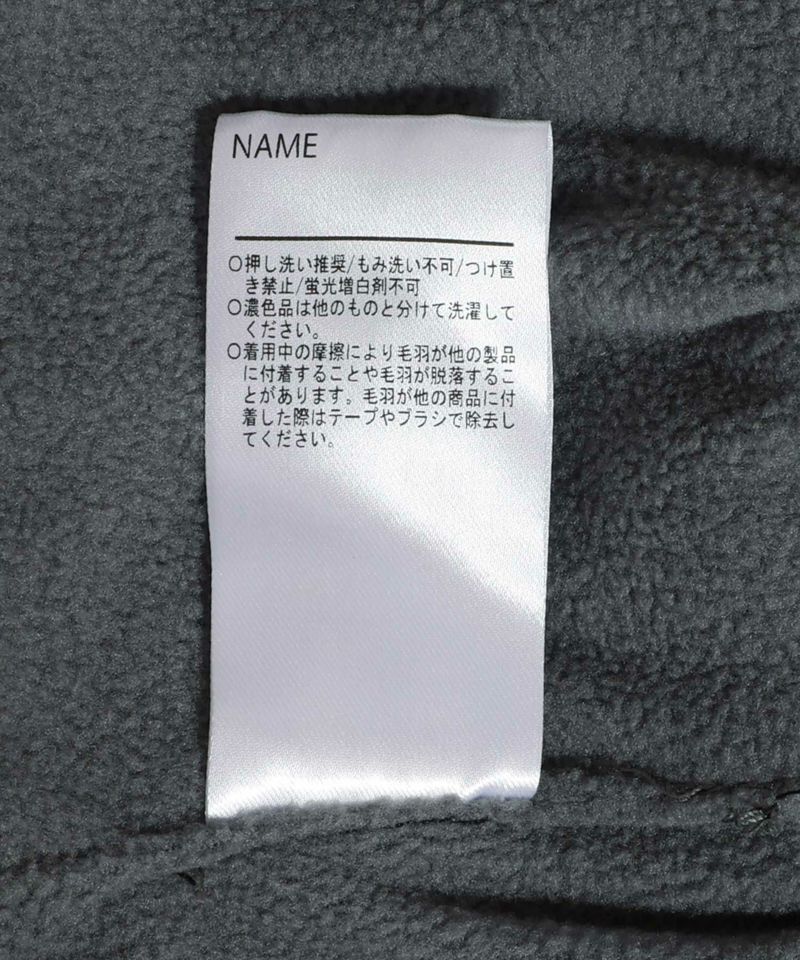 NAME
○押し洗い推奨/もみ洗い不可/つけ置
き禁止/蛍光増白剤不可
○濃色品は他のものと分けて洗濯して
ください。
○着用中の摩擦により毛羽が他の製品
に付着することや毛羽が脱落するこ
とがあります。毛羽が他の商品に付
着した際はテープやブラシで除去し
てください。